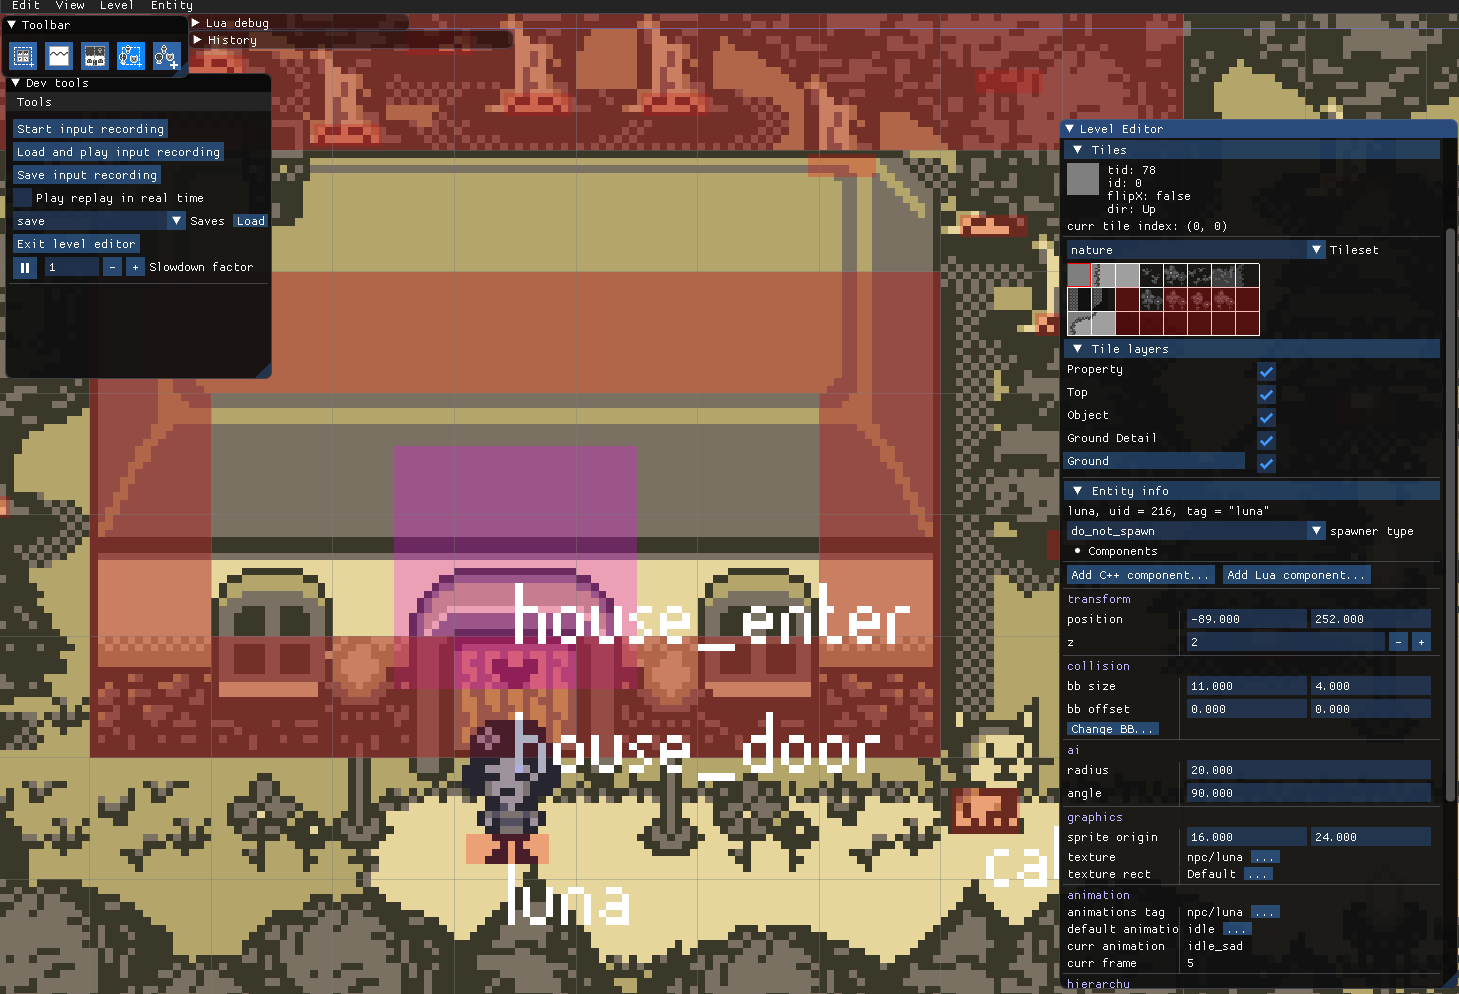 Edit View Level Entity
Toolbar
Lua debug
History
Dev tools
Tools
Start input recording
Load and play input recording
Save input recording
Play replay in real time
save Saves Load
Exit level editor
1 - + Slowdown factor
Level Editor
Tiles
tid: 78
id: 0
flipX: false
dir: Up
curr tile index: (0, 0)
nature Tileset
Tile layers
Property
Top
Object
Ground Detail
Ground
Entity info
luna, uid = 216, tag = "luna"
do_not_spawn spawner type
Components
Add C++ component... Add Lua component...
transform
position -89.000 252.000
z 2 - +
collision
bb size 11.000 4.000
bb offset 0.000 0.000
Change BB...
ai
radius 20.000
angle 90.000
graphics
sprite origin 16.000 24.000
texture npc/luna ...
texture rect Default ...
animation
animations tag npc/luna ...
default animatio idle ...
curr animation idle_sad
curr frame 5
hierarchy
house_enter
house_door
cal
luna